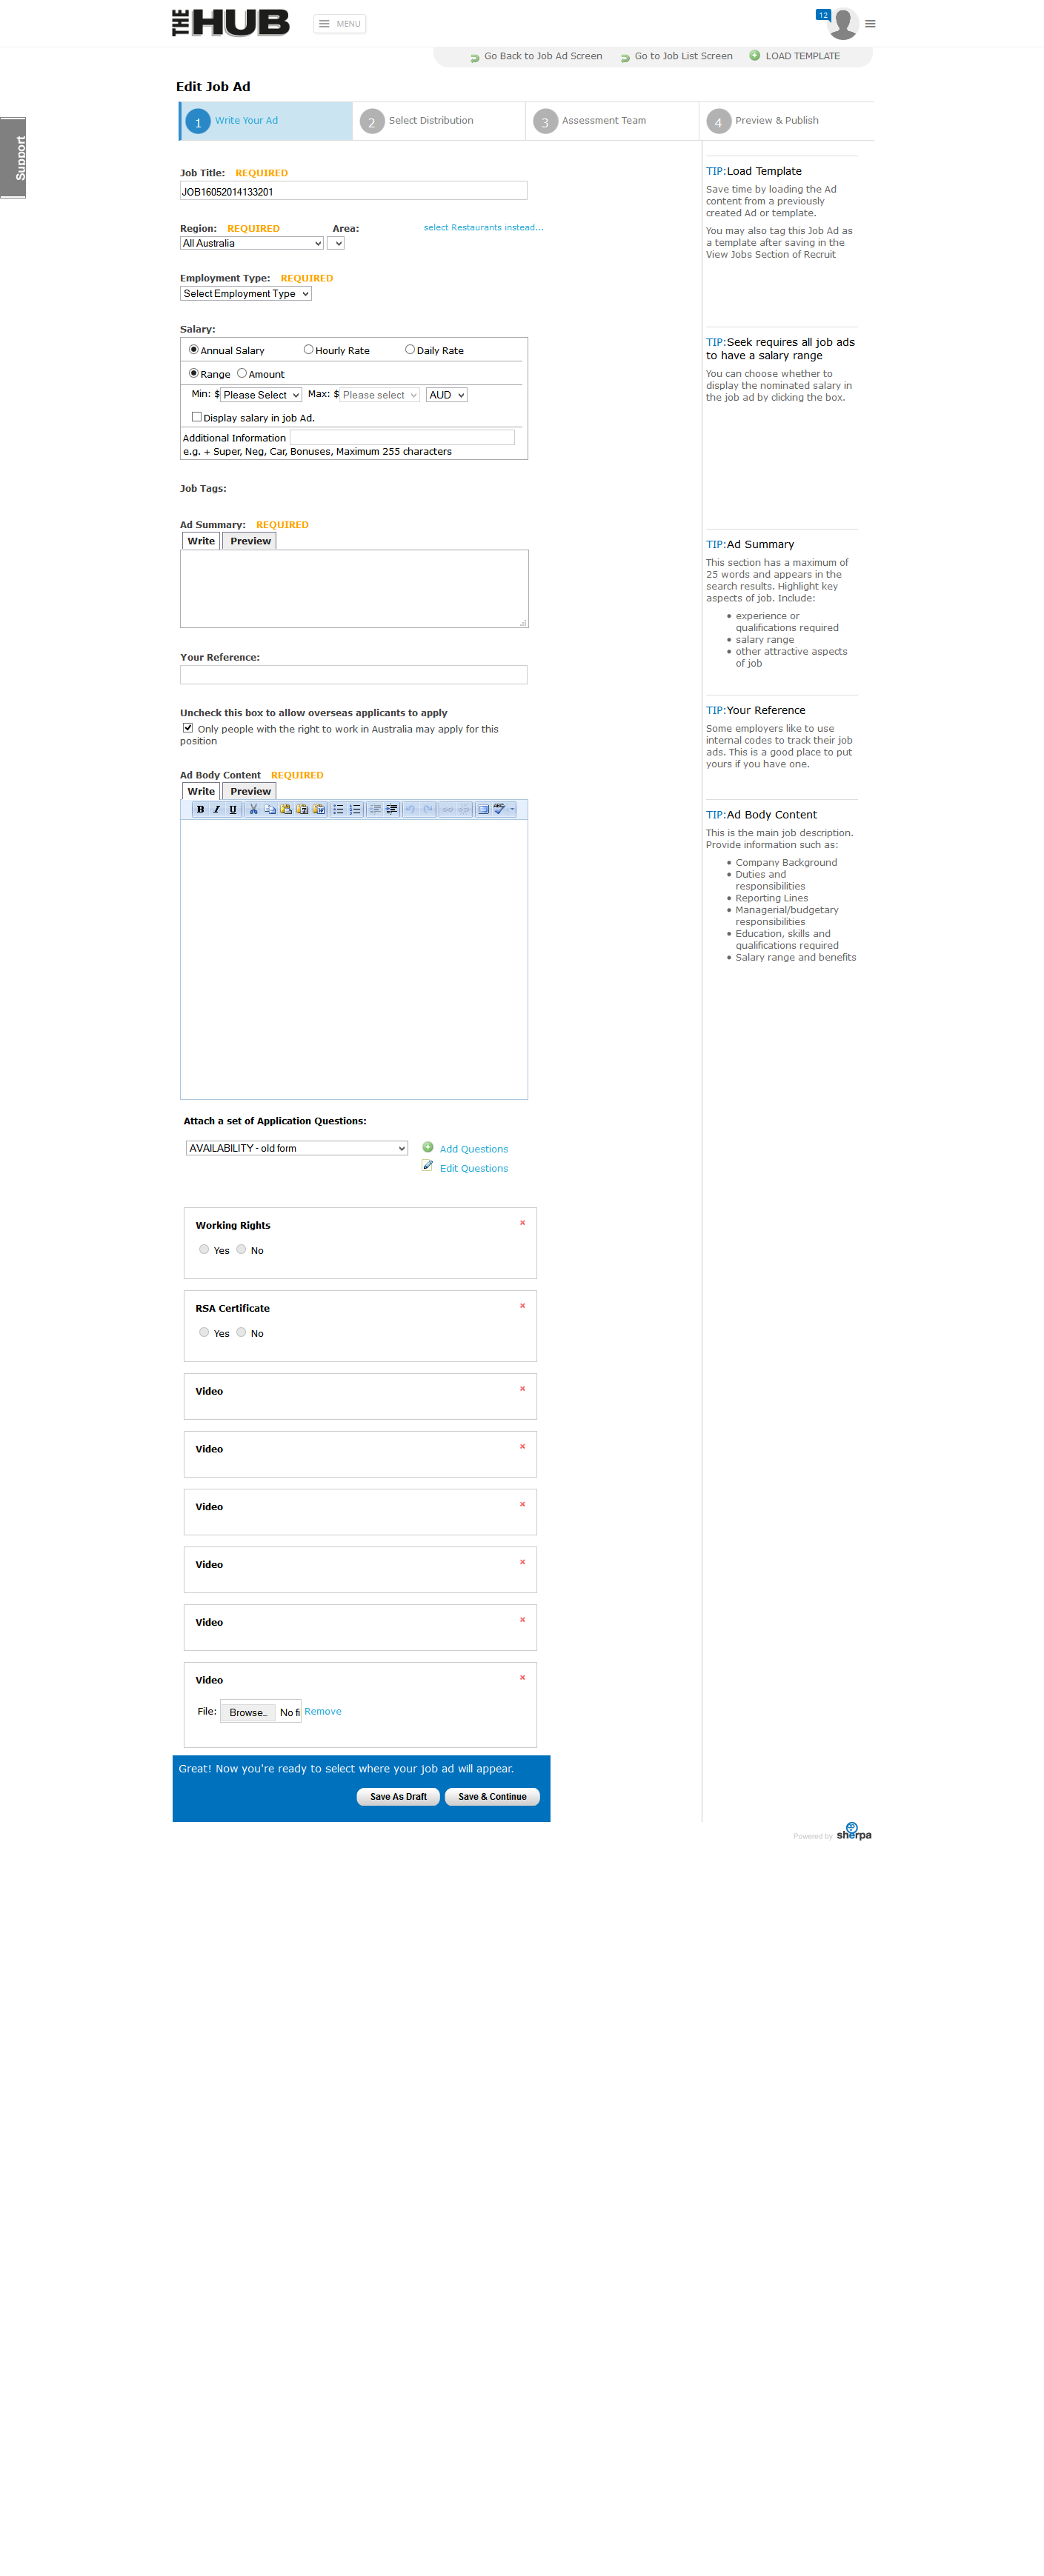 THE HUB
MENU
12
Go Back to Job Ad Screen
Go to Job List Screen
LOAD TEMPLATE
Edit Job Ad
1 Write Your Ad
2 Select Distribution
3 Assessment Team
4 Preview & Publish
Support
Job Title: REQUIRED
JOB16052014133201
Region: REQUIRED
Area:
select Restaurants instead...
All Australia
Employment Type: REQUIRED
Select Employment Type
Salary:
Annual Salary
Hourly Rate
Daily Rate
Range
Amount
Min: $ Please Select
Max: $ Please select
AUD
Display salary in job Ad.
Additional Information
e.g. + Super, Neg, Car, Bonuses, Maximum 255 characters
Job Tags:
Ad Summary: REQUIRED
Write
Preview
Your Reference:
Uncheck this box to allow overseas applicants to apply
Only people with the right to work in Australia may apply for this
position
Ad Body Content REQUIRED
Write
Preview
B I U
ABC
Attach a set of Application Questions:
AVAILABILITY - old form
Add Questions
Edit Questions
Working Rights
Yes
No
RSA Certificate
Yes
No
Video
Video
Video
Video
Video
Video
File: Browse.. No fi Remove
Great! Now you're ready to select where your job ad will appear.
Save As Draft
Save & Continue
TIP:Load Template
Save time by loading the Ad
content from a previously
created Ad or template.
You may also tag this Job Ad as
a template after saving in the
View Jobs Section of Recruit
TIP:Seek requires all job ads
to have a salary range
You can choose whether to
display the nominated salary in
the job ad by clicking the box.
TIP:Ad Summary
This section has a maximum of
25 words and appears in the
search results. Highlight key
aspects of job. Include:
experience or
qualifications required
salary range
other attractive aspects
of job
TIP:Your Reference
Some employers like to use
internal codes to track their job
ads. This is a good place to put
yours if you have one.
TIP:Ad Body Content
This is the main job description.
Provide information such as:
Company Background
Duties and
responsibilities
Reporting Lines
Managerial/budgetary
responsibilities
Education, skills and
qualifications required
Salary range and benefits
Powered by sherpa